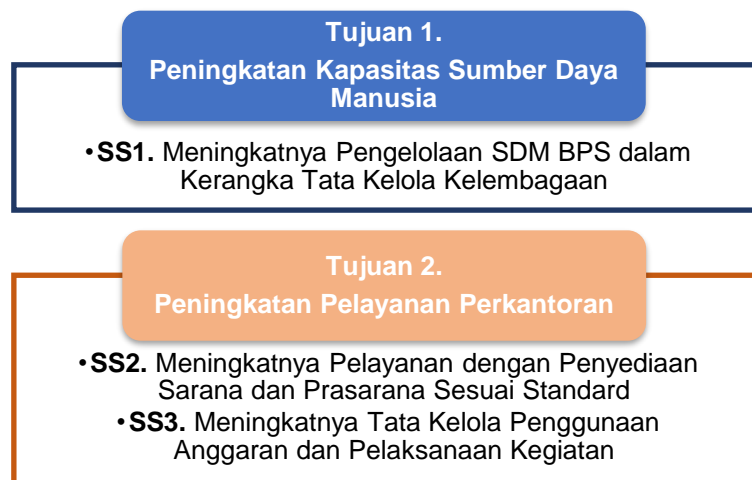 Tujuan 1.
Peningkatan Kapasitas Sumber Daya
Manusia
•SS1. Meningkatnya Pengelolaan SDM BPS dalam
Kerangka Tata Kelola Kelembagaan
Tujuan 2.
Peningkatan Pelayanan Perkantoran
•SS2. Meningkatnya Pelayanan dengan Penyediaan
Sarana dan Prasarana Sesuai Standard
•SS3. Meningkatnya Tata Kelola Penggunaan
Anggaran dan Pelaksanaan Kegiatan